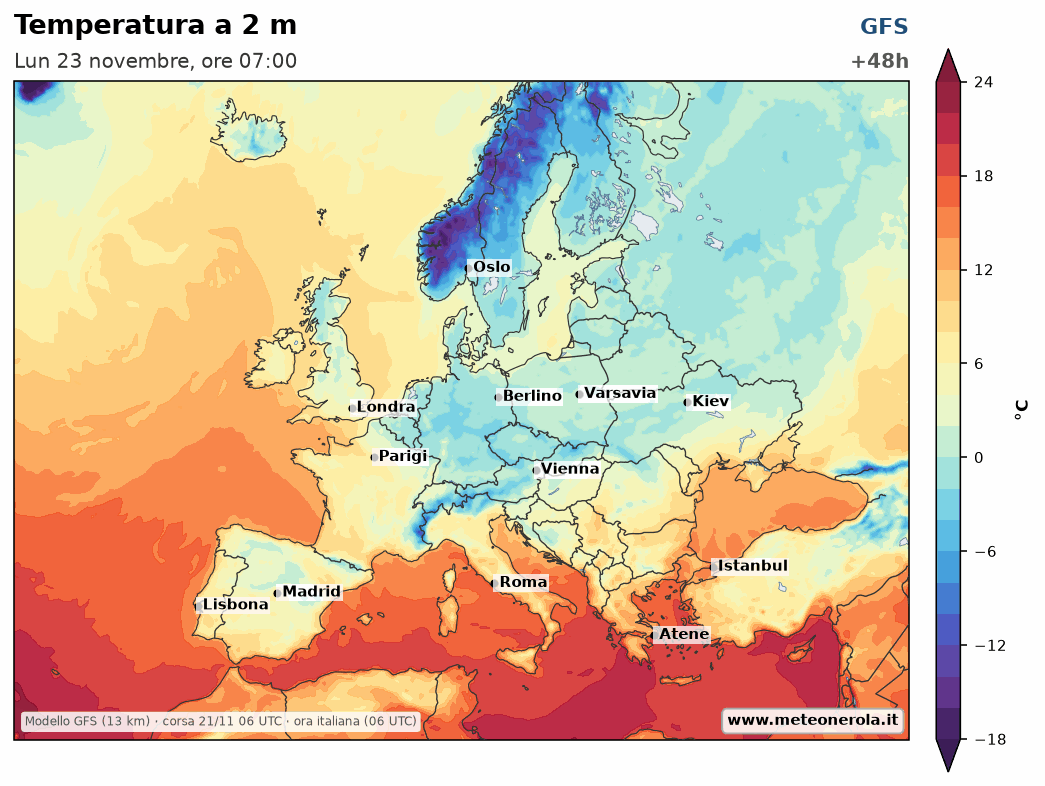 Temperatura a 2 m
GFS
Lun 23 novembre, ore 07:00
+48h
24
18
12
6
0
−6
−12
−18
°C
Oslo
Londra
Berlino
Varsavia
Kiev
Parigi
Vienna
Istanbul
Roma
Madrid
Lisbona
Atene
Modello GFS (13 km) · corsa 21/11 06 UTC · ora italiana (06 UTC)
www.meteonerola.it